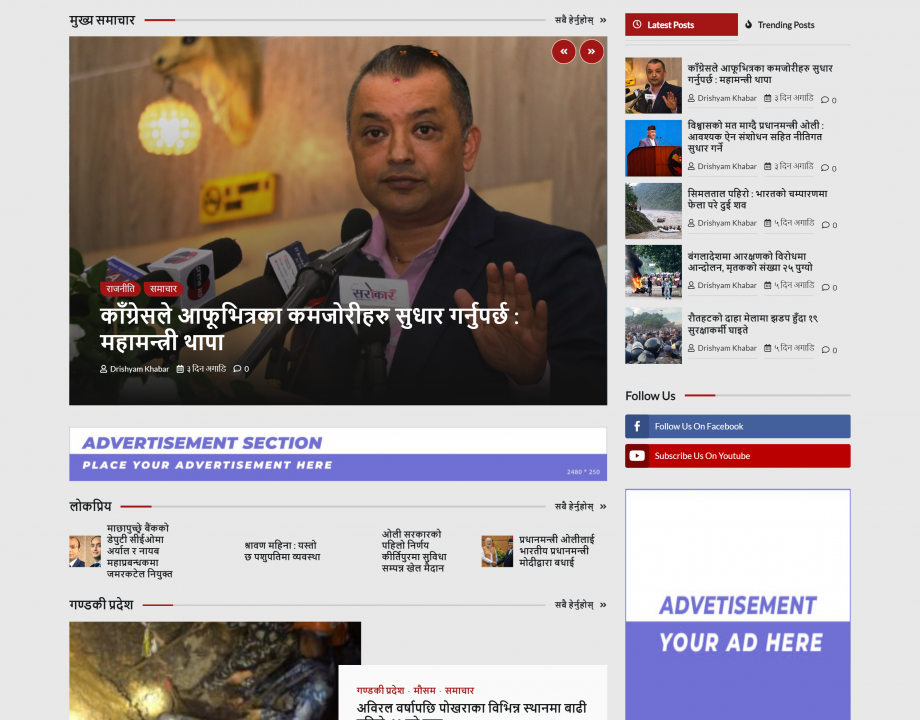 मुख्य समाचार
सबै हेर्नुहोस् »
राजनीति समाचार
काँग्रेसले आफूभित्रका कमजोरीहरु सुधार गर्नुपर्छ :
महामन्त्री थापा
Drishyam Khabar ३ दिन अगाडि 0
सरोकार
ADVERTISEMENT SECTION
PLACE YOUR ADVERTISEMENT HERE
2480 * 250
लोकप्रिय
सबै हेर्नुहोस् »
माछापुच्छ्रे बैंकको
डेपुटी सीईओमा
अर्याल र नायब
महाप्रबन्धकमा
जमरकटेल नियुक्त
श्रावण महिना : यस्तो
छ पशुपतिमा व्यवस्था
ओली सरकारको
पहिलो निर्णय
कीर्तिपुरमा सुविधा
सम्पन्न खेल मैदान
प्रधानमन्त्री ओलीलाई
भारतीय प्रधानमन्त्री
मोदीद्वारा बधाई
गण्डकी प्रदेश
सबै हेर्नुहोस् »
गण्डकी प्रदेश · मौसम · समाचार
अविरल वर्षापछि पोखराका विभिन्न स्थानमा बाढी
Latest Posts
Trending Posts
काँग्रेसले आफूभित्रका कमजोरीहरु सुधार
गर्नुपर्छ : महामन्त्री थापा
Drishyam Khabar ३ दिन अगाडि 0
विश्वासको मत माग्दै प्रधानमन्त्री ओली :
आवश्यक ऐन संशोधन सहित नीतिगत
सुधार गर्ने
Drishyam Khabar ३ दिन अगाडि 0
सिमलताल पहिरो : भारतको चम्पारणमा
फेला परे दुई शव
Drishyam Khabar ५ दिन अगाडि 0
बंगलादेशमा आरक्षणको विरोधमा
आन्दोलन, मृतकको संख्या २५ पुग्यो
Drishyam Khabar ५ दिन अगाडि 0
रौतहटको दाहा मेलामा झडप हुँदा १९
सुरक्षाकर्मी घाइते
Drishyam Khabar ५ दिन अगाडि 0
Follow Us
Follow Us On Facebook
Subscribe Us On Youtube
ADVETISEMENT
YOUR AD HERE